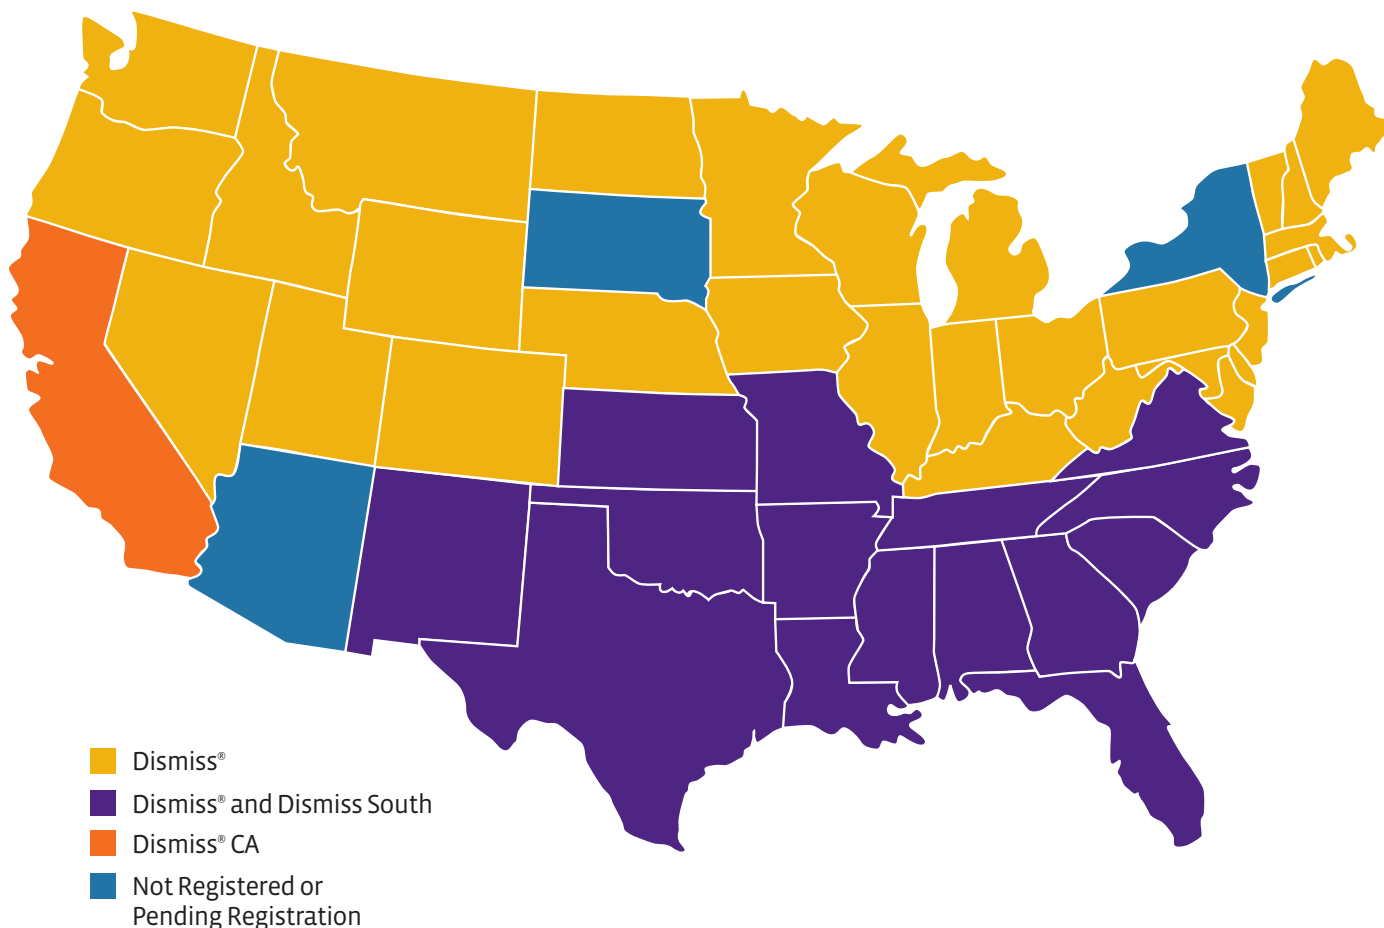 Dismiss®
Dismiss® and Dismiss South
Dismiss® CA
Not Registered or
Pending Registration